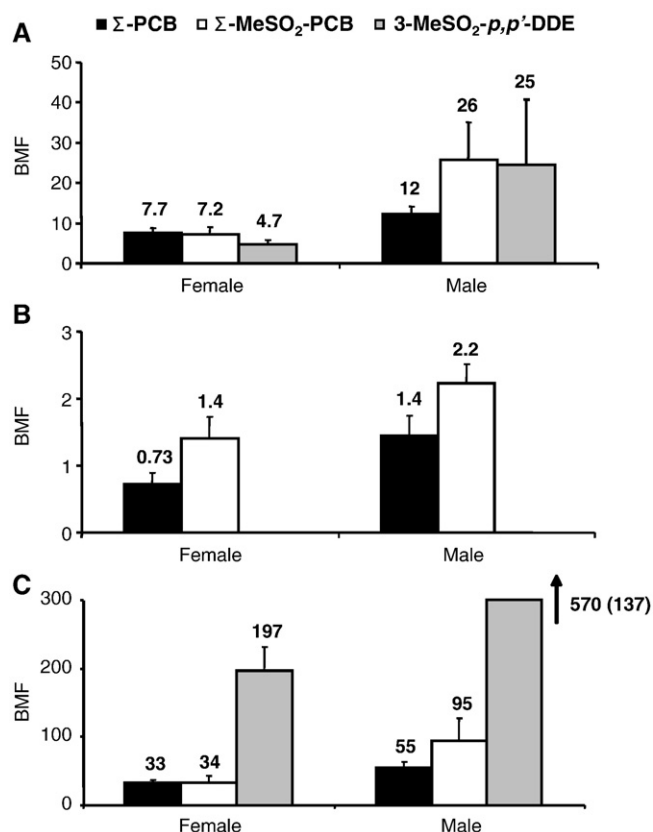 Σ-PCB Σ-MeSO₂-PCB 3-MeSO₂-p,p'-DDE
A
50
40
30
20
10
0
BMF
7.7 7.2 4.7 12 26 25
Female Male
B
3
2
1
0
BMF
0.73 1.4 1.4 2.2
Female Male
C
300
200
100
0
BMF
33 34 197 55 95 570 (137)
Female Male